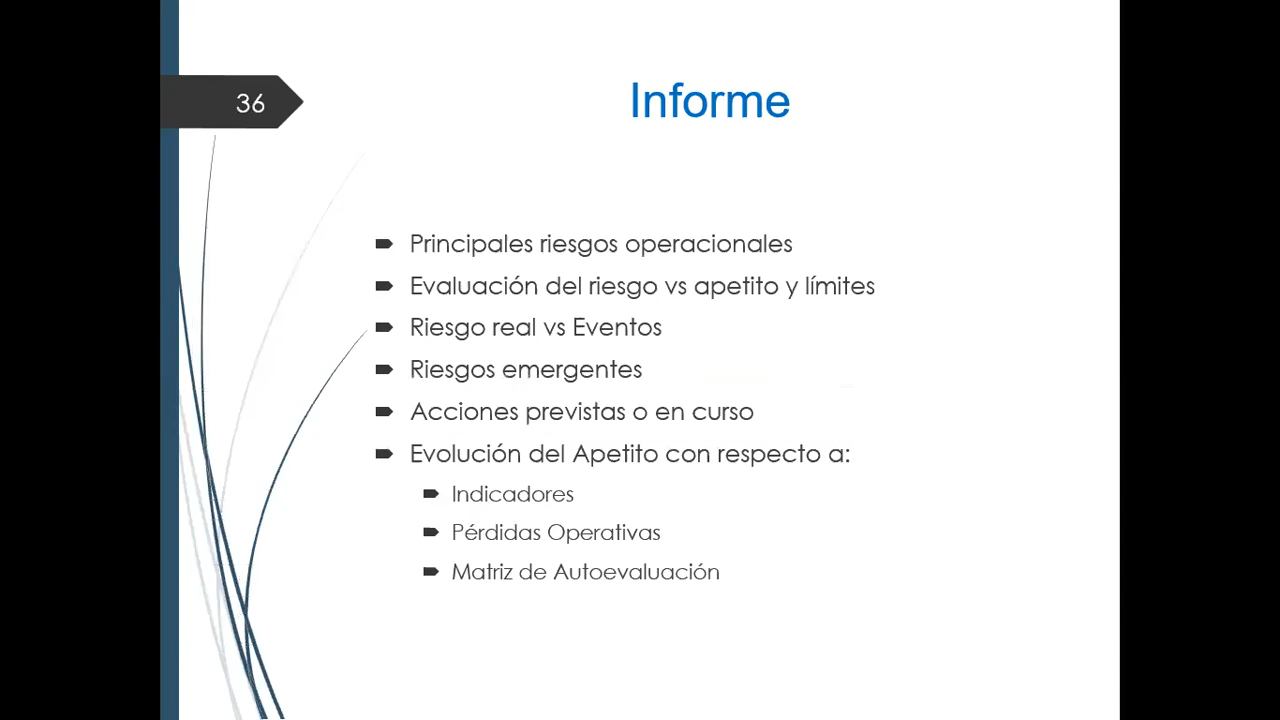 36
Informe
Principales riesgos operacionales
Evaluación del riesgo vs apetito y límites
Riesgo real vs Eventos
Riesgos emergentes
Acciones previstas o en curso
Evolución del Apetito con respecto a:
Indicadores
Pérdidas Operativas
Matriz de Autoevaluación